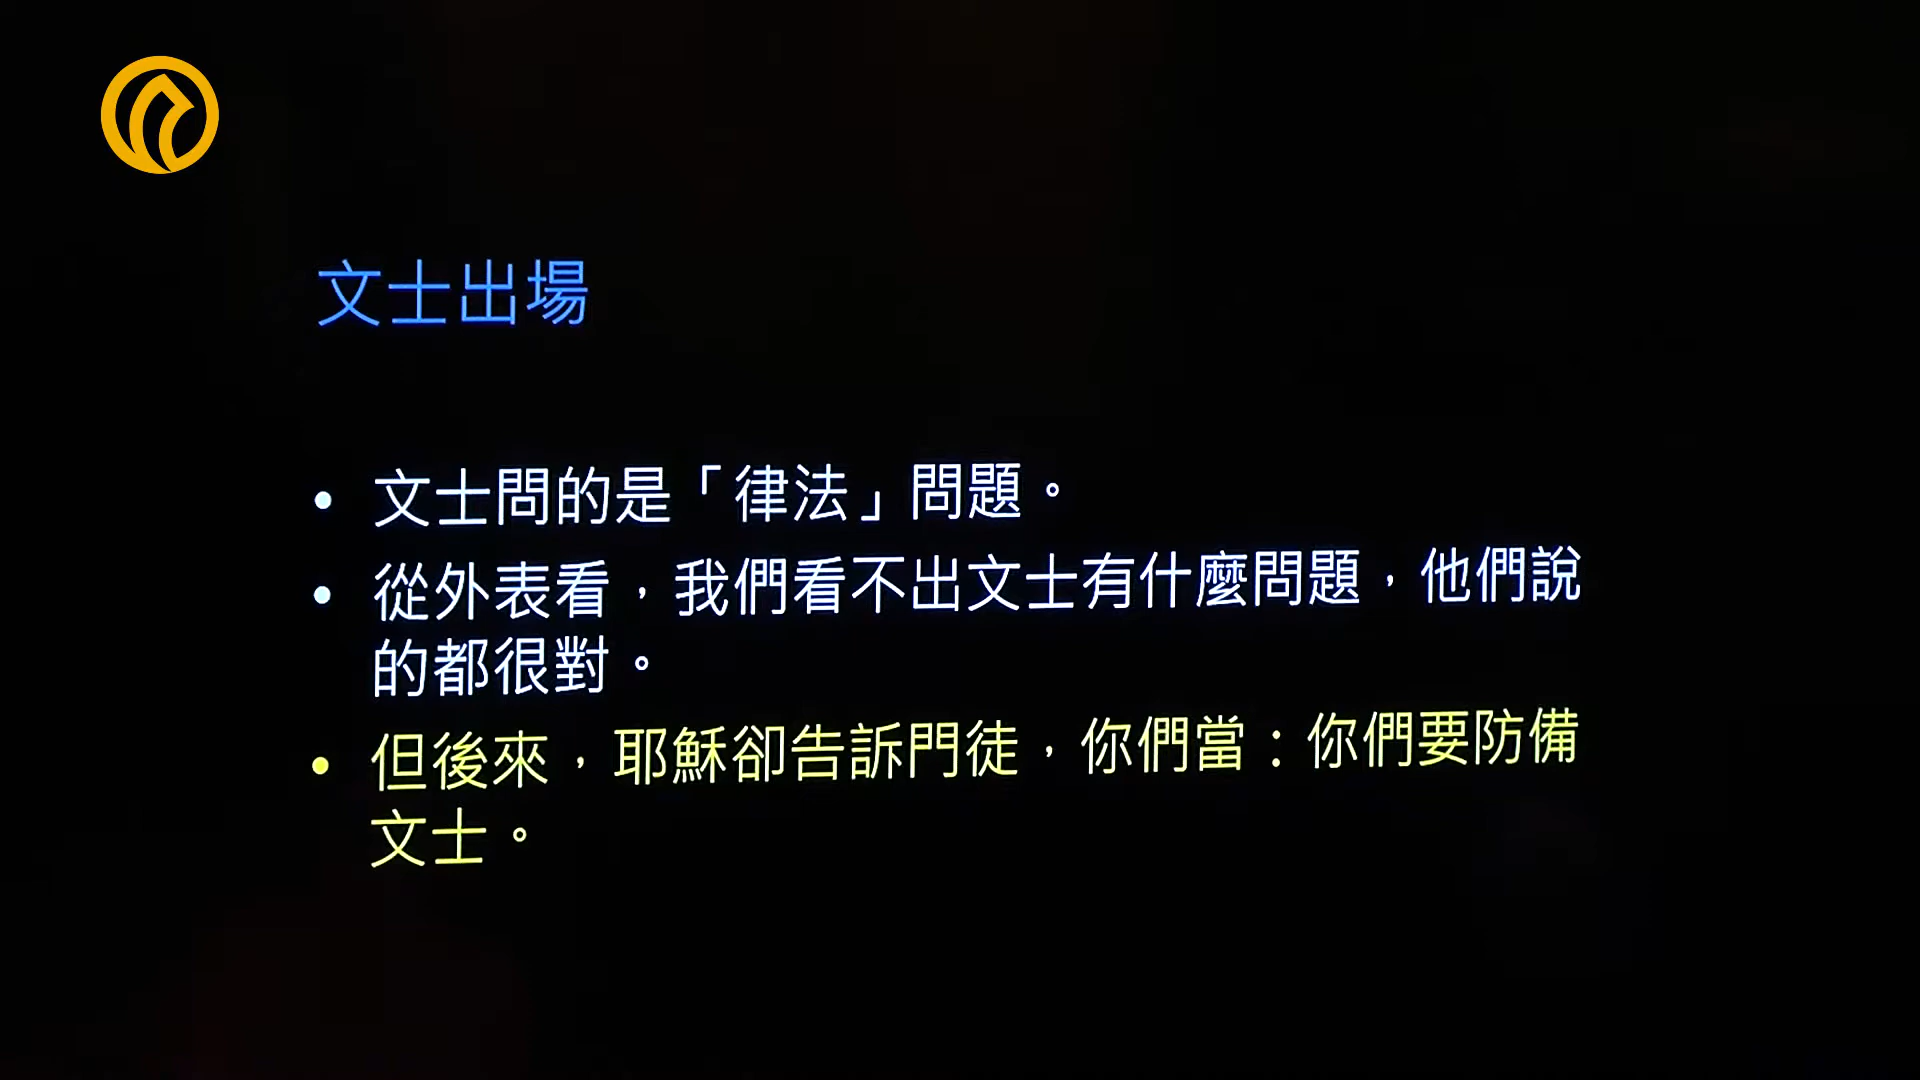 文士出場
• 文士問的是「律法」問題。
• 從外表看，我們看不出文士有什麼問題，他們說
的都很對。
• 但後來，耶穌卻告訴門徒，你們當：你們要防備
文士。